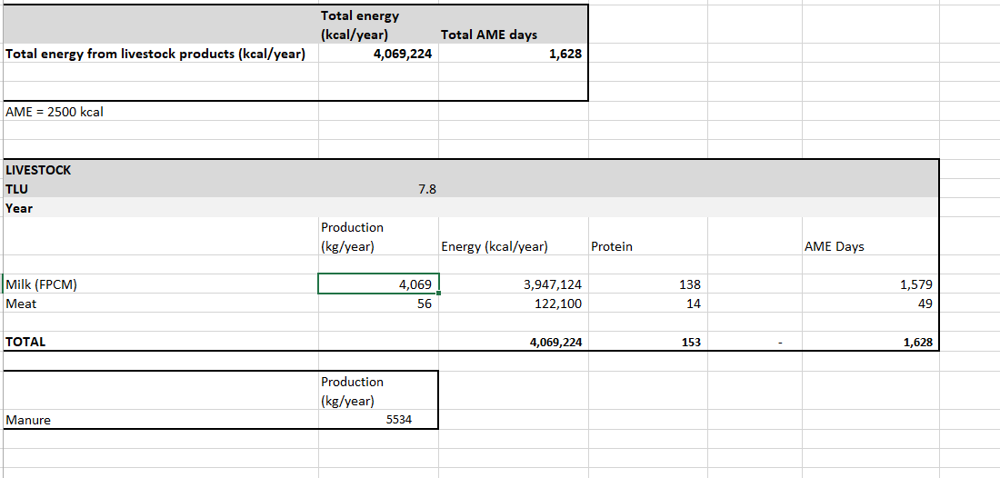 Total energy
(kcal/year) Total AME days
Total energy from livestock products (kcal/year) 4,069,224 1,628
AME = 2500 kcal
LIVESTOCK
TLU 7.8
Year
Production
(kg/year) Energy (kcal/year) Protein AME Days
Milk (FPCM) 4,069 3,947,124 138 1,579
Meat 56 122,100 14 49
TOTAL 4,069,224 153 - 1,628
Production
(kg/year)
Manure 5534